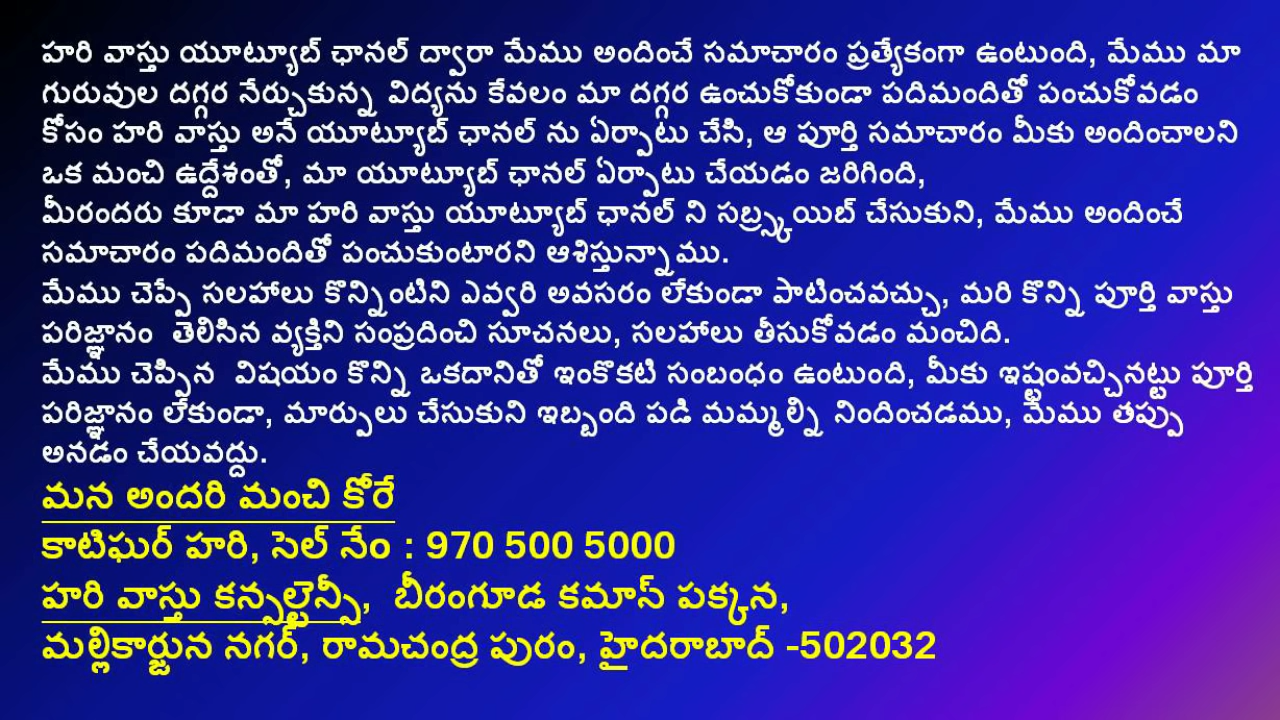 హరి వాస్తు యూట్యూబ్ ఛానల్ ద్వారా మేము అందించే సమాచారం ప్రత్యేకంగా ఉంటుంది, మేము మా
గురువుల దగ్గర నేర్చుకున్న విద్యను కేవలం మా దగ్గర ఉంచుకోకుండా పదిమందితో పంచుకోవడం
కోసం హరి వాస్తు అనే యూట్యూబ్ ఛానల్ ను ఏర్పాటు చేసి, ఆ పూర్తి సమాచారం మీకు అందించాలని
ఒక మంచి ఉద్దేశంతో, మా యూట్యూబ్ ఛానల్ ఏర్పాటు చేయడం జరిగింది,
మీరందరు కూడా మా హరి వాస్తు యూట్యూబ్ ఛానల్ ని సబ్స్క్రయిబ్ చేసుకుని, మేము అందించే
సమాచారం పదిమందితో పంచుకుంటారని ఆశిస్తున్నాము.
మేము చెప్పే సలహాలు కొన్నింటిని ఎవ్వరి అవసరం లేకుండా పాటించవచ్చు, మరి కొన్ని పూర్తి వాస్తు
పరిజ్ఞానం తెలిసిన వ్యక్తిని సంప్రదించి సూచనలు, సలహాలు తీసుకోవడం మంచిది.
మేము చెప్పిన విషయం కొన్ని ఒకదానితో ఇంకొకటి సంబంధం ఉంటుంది, మీకు ఇష్టంవచ్చినట్టు పూర్తి
పరిజ్ఞానం లేకుండా, మార్పులు చేసుకుని ఇబ్బంది పడి మమ్మల్ని నిందించడము, మేము తప్పు
అనడం చేయవద్దు.
మన అందరి మంచి కోరే
కాటిఘర్ హరి, సెల్ నేం : 970 500 5000
హరి వాస్తు కన్సల్టెన్సీ, బీరంగూడ కమాస్ పక్కన,
మల్లికార్జున నగర్, రామచంద్ర పురం, హైదరాబాద్ -502032